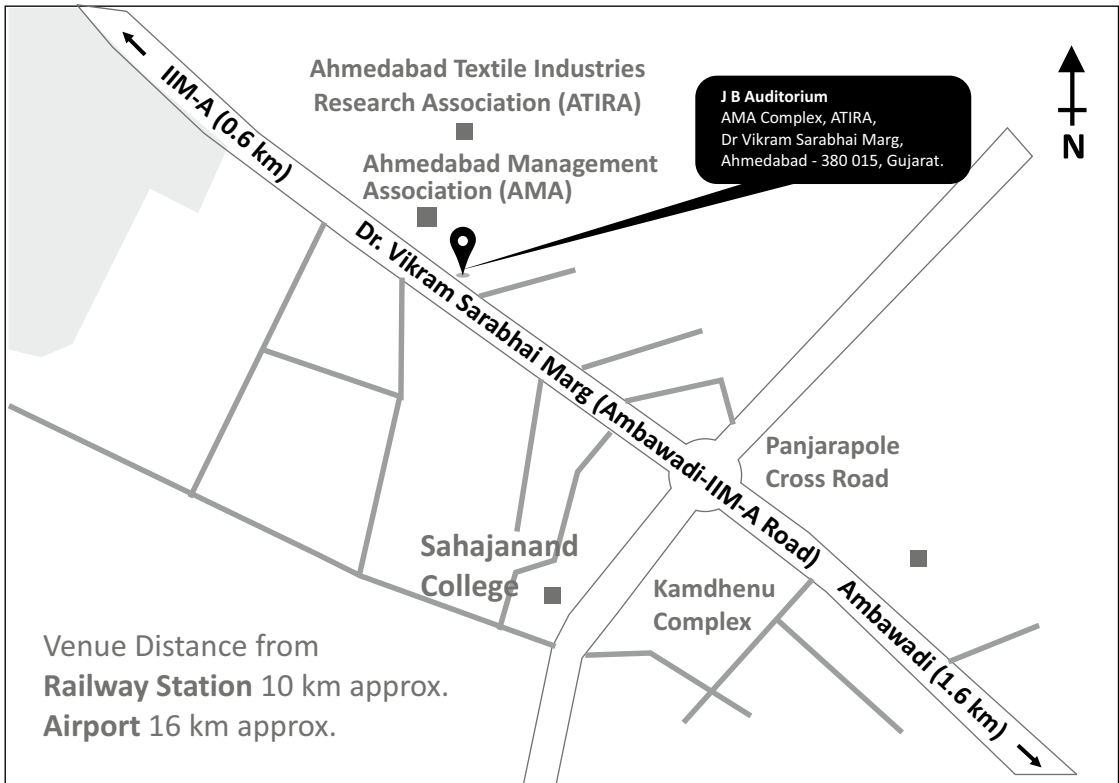 IIM-A (0.6 km)
Ahmedabad Textile Industries
Research Association (ATIRA)
J B Auditorium
AMA Complex, ATIRA,
Dr Vikram Sarabhai Marg,
Ahmedabad - 380 015, Gujarat.
N
Ahmedabad Management
Association (AMA)
Dr. Vikram Sarabhai Marg (Ambawadi-IIM-A Road)
Panjarapole
Cross Road
Sahajanand
College
Kamdhenu
Complex
Ambawadi (1.6 km)
Venue Distance from
Railway Station 10 km approx.
Airport 16 km approx.